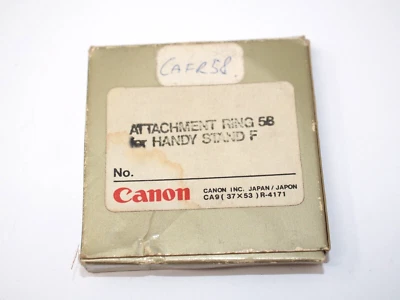 CAFR58.
ATTACHMENT RING 58
for HANDY STAND F
No.
Canon
CANON INC. JAPAN/JAPON
CA9(37×53)R-4171